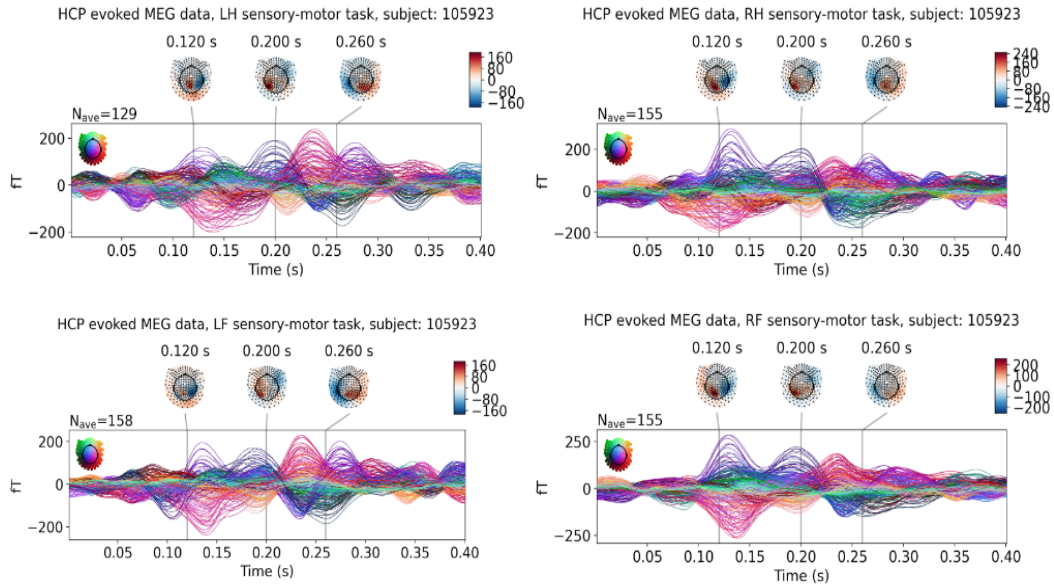 HCP evoked MEG data, LH sensory-motor task, subject: 105923
0.120 s 0.200 s 0.260 s
160
80
0
−80
−160
N_ave=129
200
0
−200
fT
0.05 0.10 0.15 0.20 0.25 0.30 0.35 0.40
Time (s)
HCP evoked MEG data, RH sensory-motor task, subject: 105923
0.120 s 0.200 s 0.260 s
240
160
80
0
−80
−160
−240
N_ave=155
200
0
−200
fT
0.05 0.10 0.15 0.20 0.25 0.30 0.35 0.40
Time (s)
HCP evoked MEG data, LF sensory-motor task, subject: 105923
0.120 s 0.200 s 0.260 s
160
80
0
−80
−160
N_ave=158
200
0
−200
fT
0.05 0.10 0.15 0.20 0.25 0.30 0.35 0.40
Time (s)
HCP evoked MEG data, RF sensory-motor task, subject: 105923
0.120 s 0.200 s 0.260 s
200
100
0
−100
−200
N_ave=155
250
0
−250
fT
0.05 0.10 0.15 0.20 0.25 0.30 0.35 0.40
Time (s)